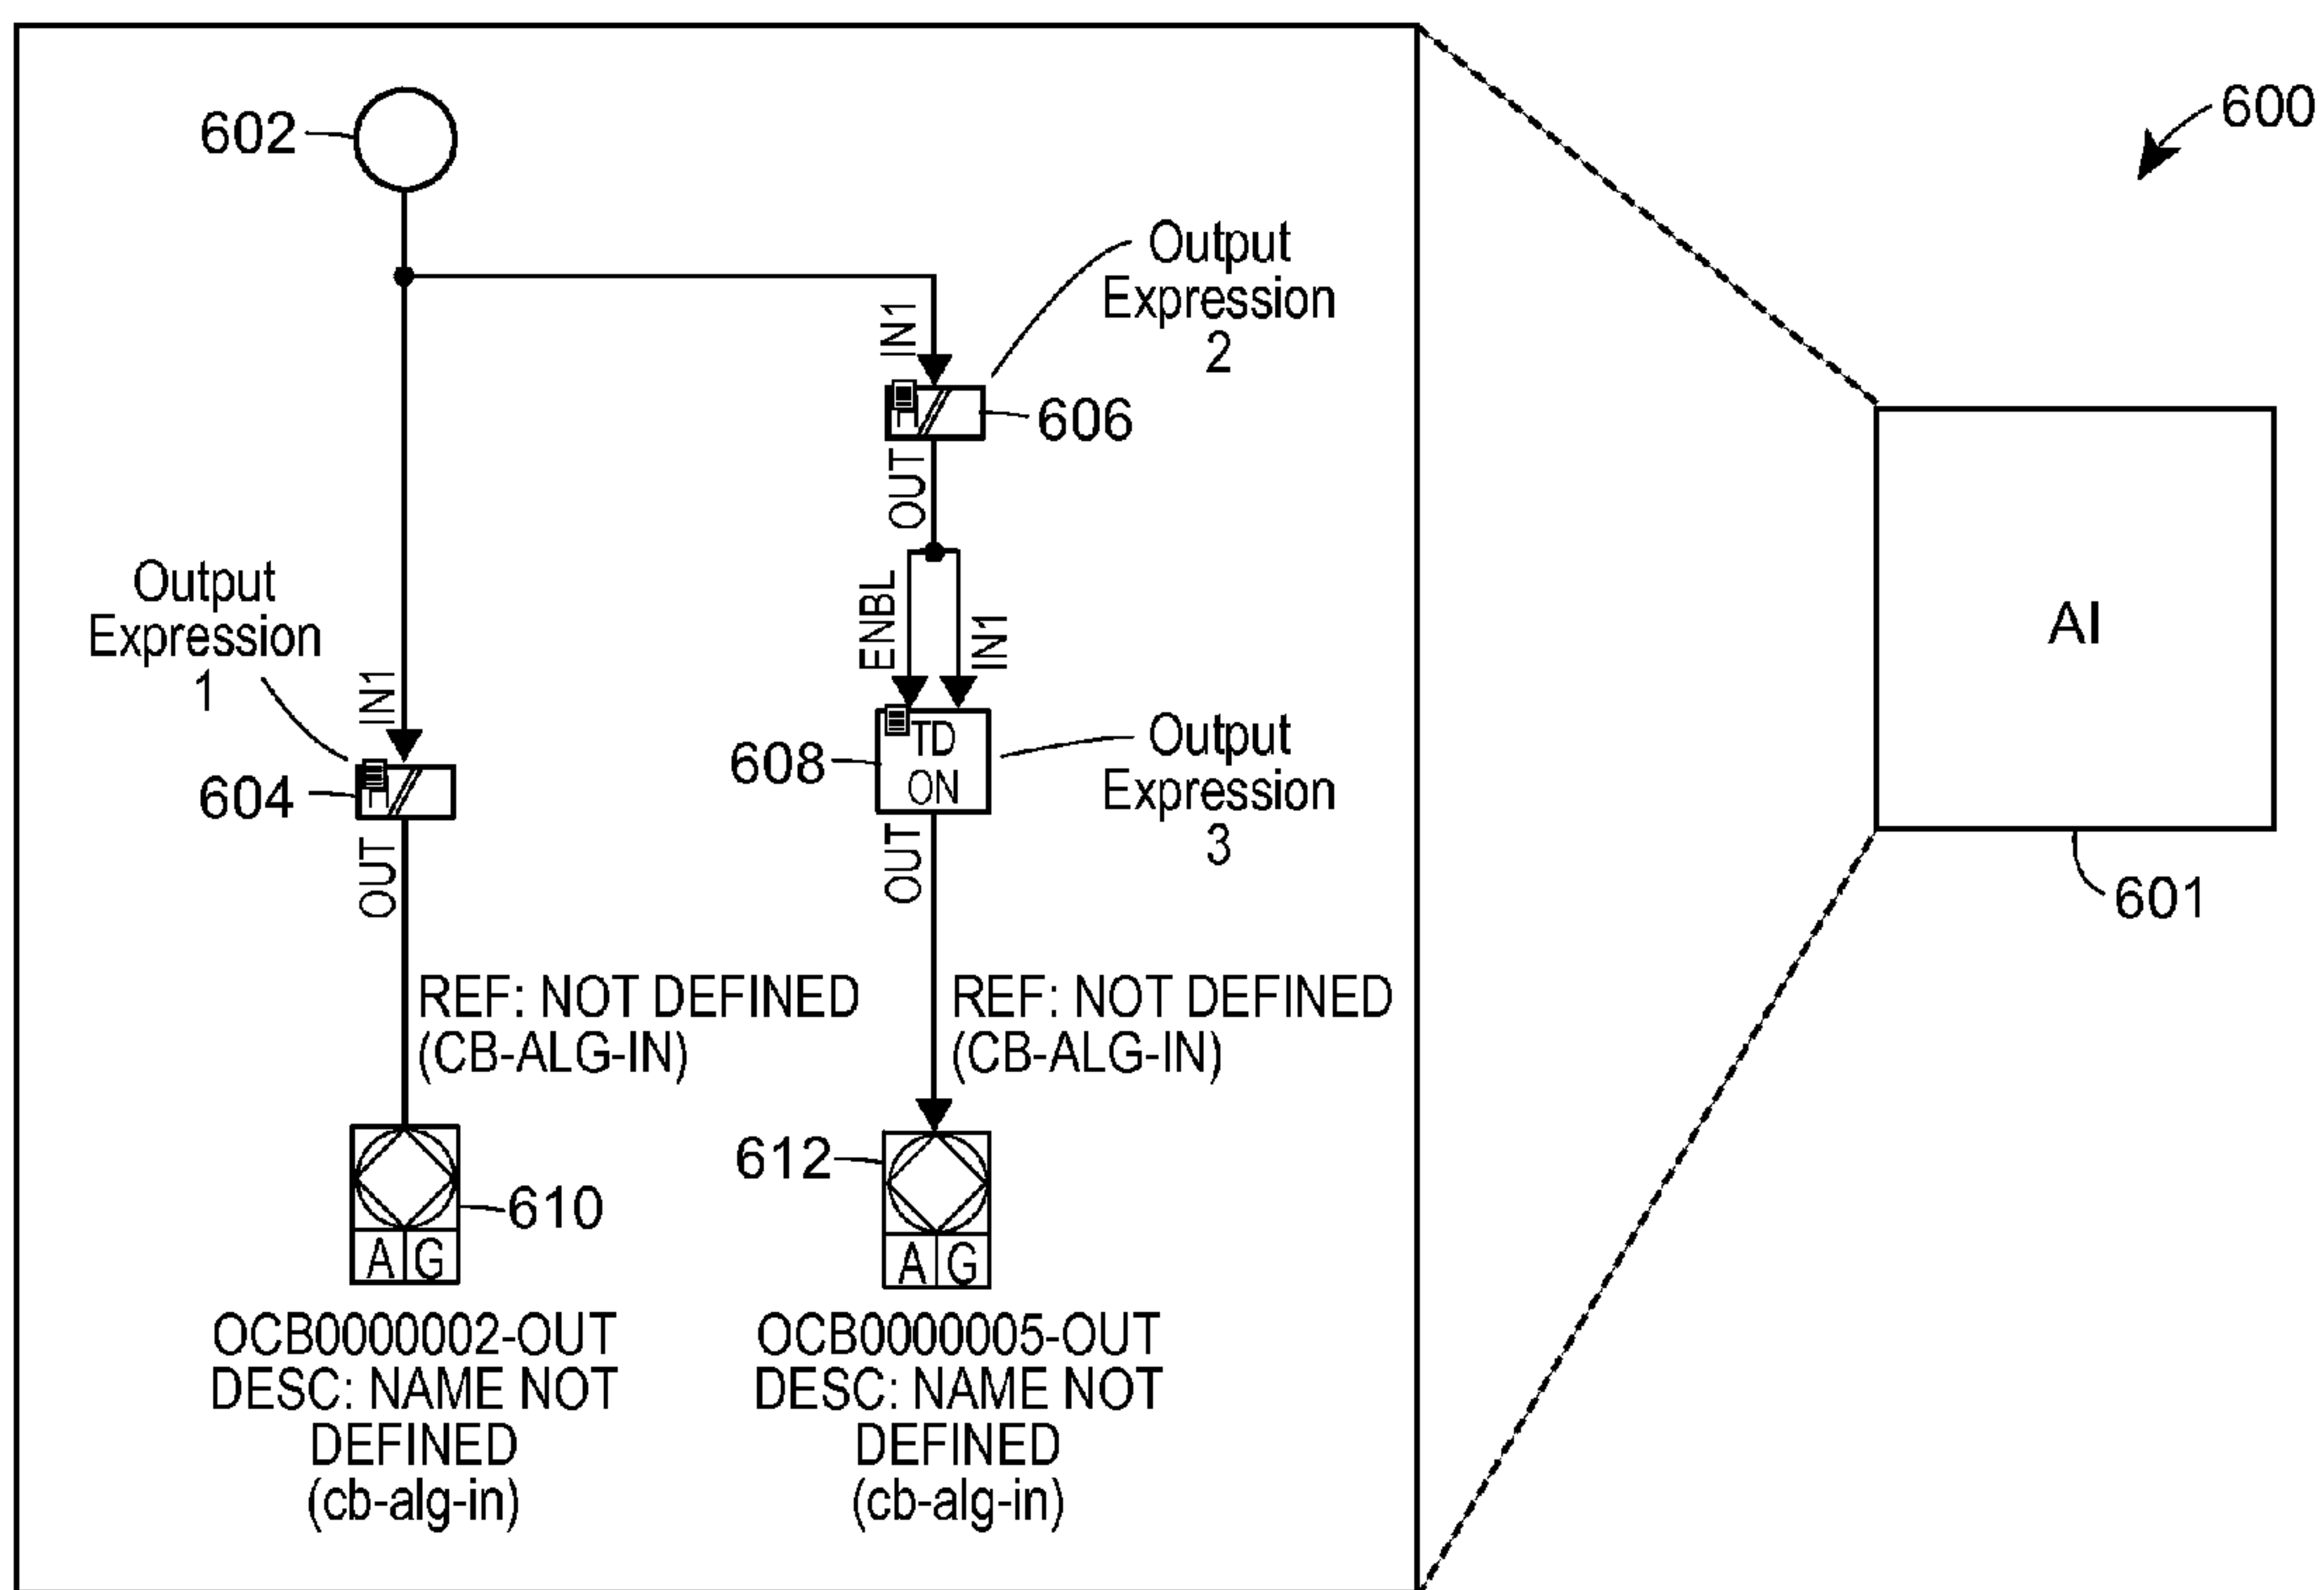 600
602
Output
Expression
2
IN1
606
OUT
ENBL
IN1
Output
Expression
1
IN1
604
OUT
608
TD
ON
Output
Expression
3
OUT
AI
601
REF: NOT DEFINED
(CB-ALG-IN)
REF: NOT DEFINED
(CB-ALG-IN)
610
A G
612
A G
OCB0000002-OUT
DESC: NAME NOT
DEFINED
(cb-alg-in)
OCB0000005-OUT
DESC: NAME NOT
DEFINED
(cb-alg-in)